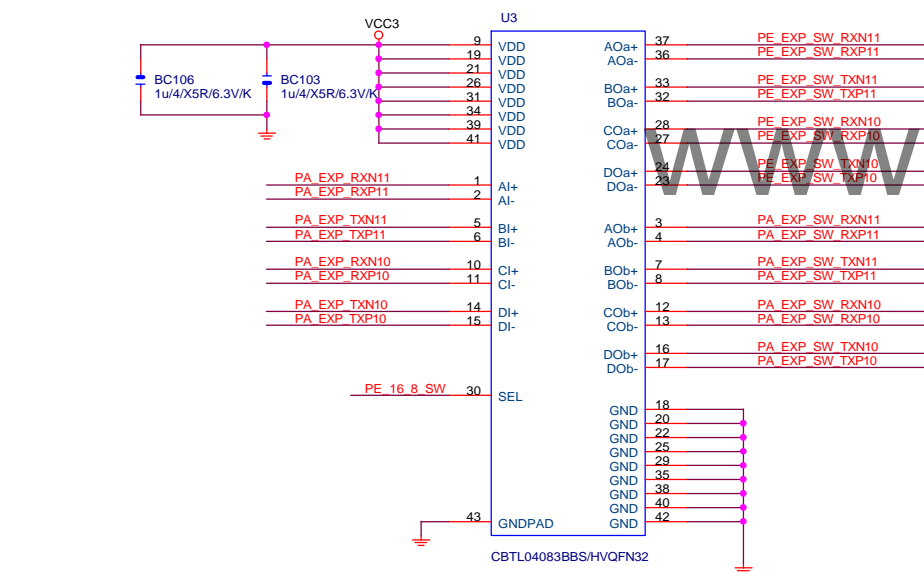 U3
VCC3
BC106
1u/4/X5R/6.3V/K
BC103
1u/4/X5R/6.3V/K
9 VDD
19 VDD
21 VDD
26 VDD
31 VDD
34 VDD
39 VDD
41 VDD
PA_EXP_RXN11 1 AI+
PA_EXP_RXP11 2 AI-
PA_EXP_TXN11 5 BI+
PA_EXP_TXP11 6 BI-
PA_EXP_RXN10 10 CI+
PA_EXP_RXP10 11 CI-
PA_EXP_TXN10 14 DI+
PA_EXP_TXP10 15 DI-
PE_16_8_SW 30 SEL
43 GNDPAD
AOa+ 37 PE_EXP_SW_RXN11
AOa- 36 PE_EXP_SW_RXP11
BOa+ 33 PE_EXP_SW_TXN11
BOa- 32 PE_EXP_SW_TXP11
COa+ 28 PE_EXP_SW_RXN10
COa- 27 PE_EXP_SW_RXP10
DOa+ 24 PE_EXP_SW_TXN10
DOa- 23 PE_EXP_SW_TXP10
WWW
AOb+ 3 PA_EXP_SW_RXN11
AOb- 4 PA_EXP_SW_RXP11
BOb+ 7 PA_EXP_SW_TXN11
BOb- 8 PA_EXP_SW_TXP11
COb+ 12 PA_EXP_SW_RXN10
COb- 13 PA_EXP_SW_RXP10
DOb+ 16 PA_EXP_SW_TXN10
DOb- 17 PA_EXP_SW_TXP10
GND 18
GND 20
GND 22
GND 25
GND 29
GND 35
GND 38
GND 40
GND 42
CBTL04083BBS/HVQFN32